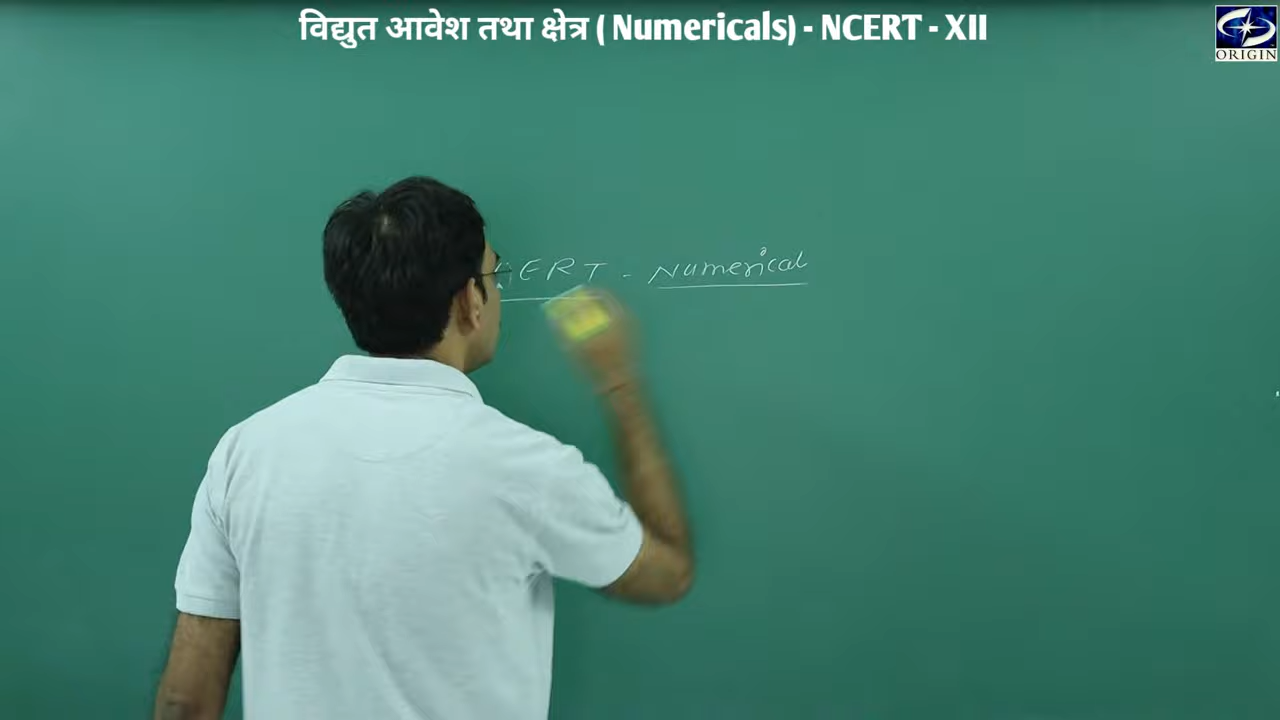 विद्युत आवेश तथा क्षेत्र ( Numericals) - NCERT - XII
ORIGIN
ERT - Numerical